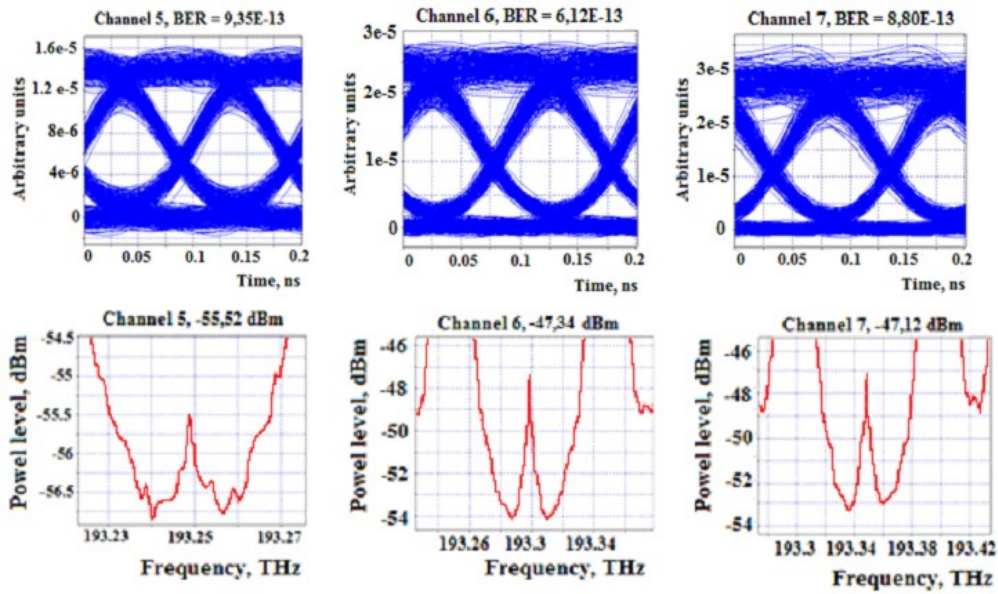 Channel 5, BER = 9,35E-13
1.6e-5
1.2 e-5
8e-6
4e-6
0
Arbitrary units
0 0.05 0.1 0.15 0.2
Time, ns
Channel 6, BER = 6,12E-13
3e-5
2e-5
1e-5
0
Arbitrary units
0 0.05 0.1 0.15 0.2
Time, ns
Channel 7, BER = 8,80E-13
3e-5
2e-5
1e-5
0
Arbitrary units
0 0.05 0.1 0.15 0.2
Time, ns
Channel 5, -55,52 dBm
-54.5
-55
-55.5
-56
-56.5
Powel level, dBm
193.23 193.25 193.27
Frequency, THz
Channel 6, -47,34 dBm
-46
-48
-50
-52
-54
Powel level, dBm
193.26 193.3 193.34
Frequency, THz
Channel 7, -47,12 dBm
-46
-48
-50
-52
-54
Powel level, dBm
193.3 193.34 193.38 193.42
Frequency, THz